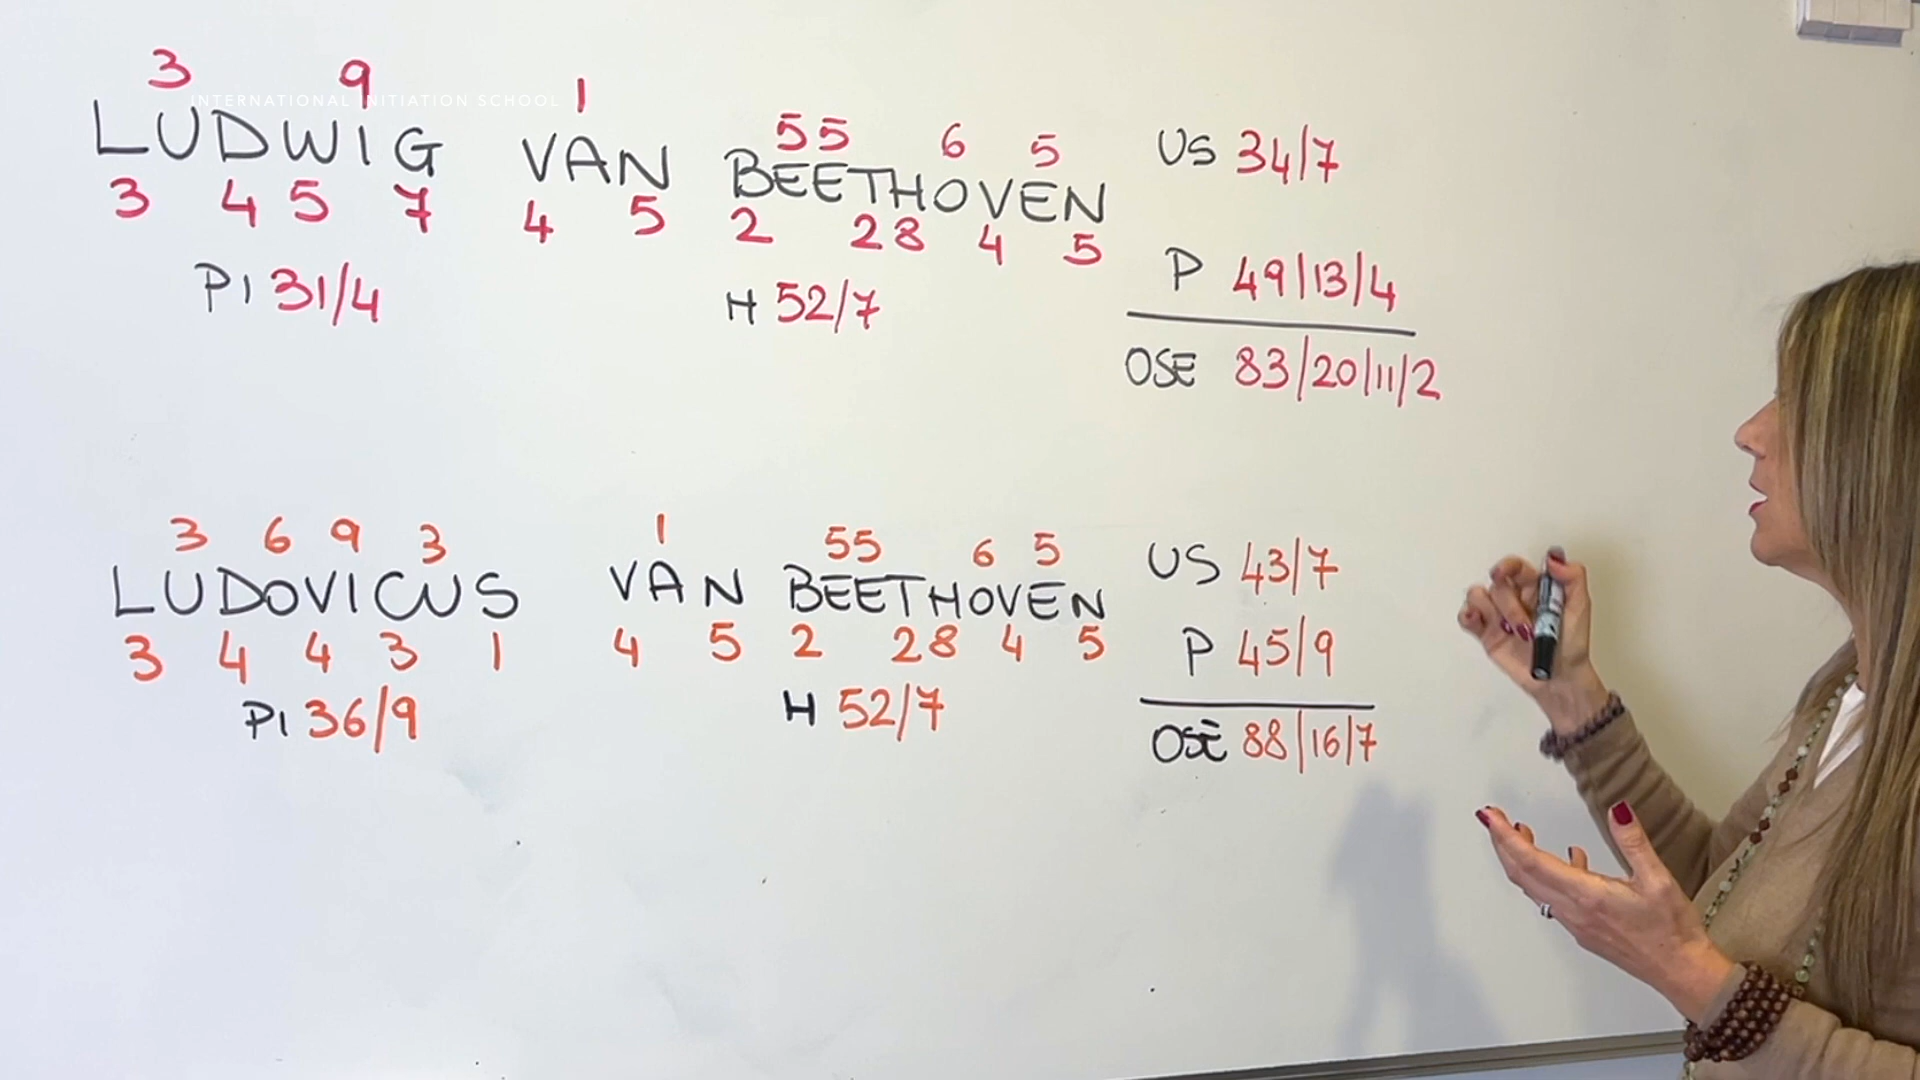 3 9 1
INTERNATIONAL INITIATION SCHOOL
55 6 5
LUDWIG VAN BEETHOVEN US 34/7
3 4 5 7 4 5 2 28 4 5
PI 31/4 H 52/7 P 49/13/4
OSE 83/20/11/2
3 6 9 3 1 55 6 5
LUDOVICUS VAN BEETHOVEN US 43/7
3 4 4 3 1 4 5 2 28 4 5 P 45/9
PI 36/9 H 52/7 OSE 88/16/7